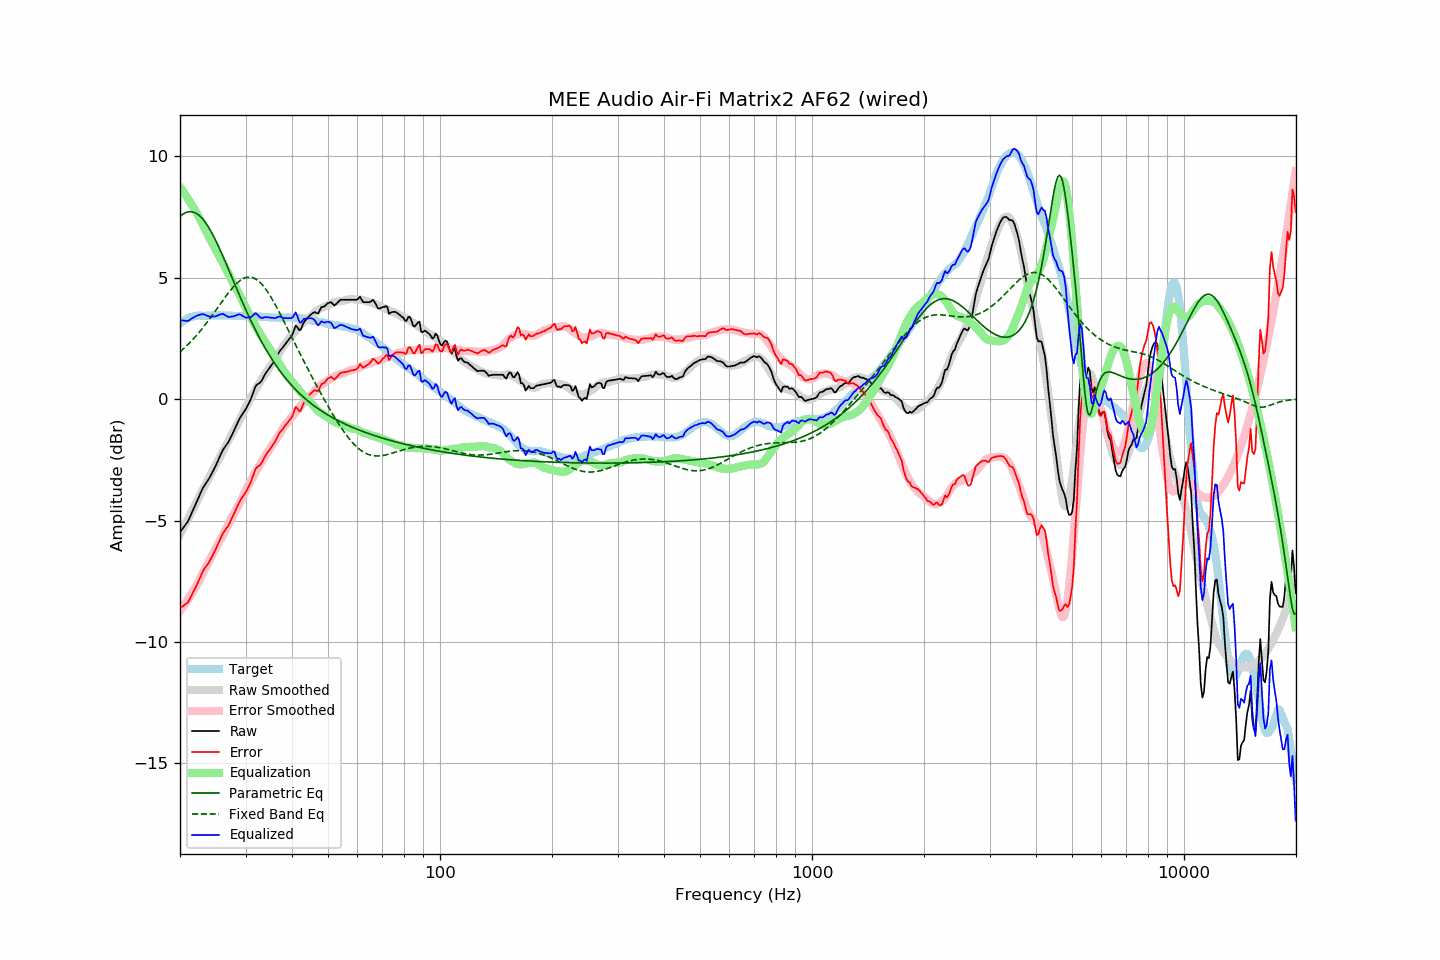 MEE Audio Air-Fi Matrix2 AF62 (wired)
10
5
0
−5
−10
−15
Amplitude (dBr)
Target
Raw Smoothed
Error Smoothed
Raw
Error
Equalization
Parametric Eq
Fixed Band Eq
Equalized
100
1000
10000
Frequency (Hz)